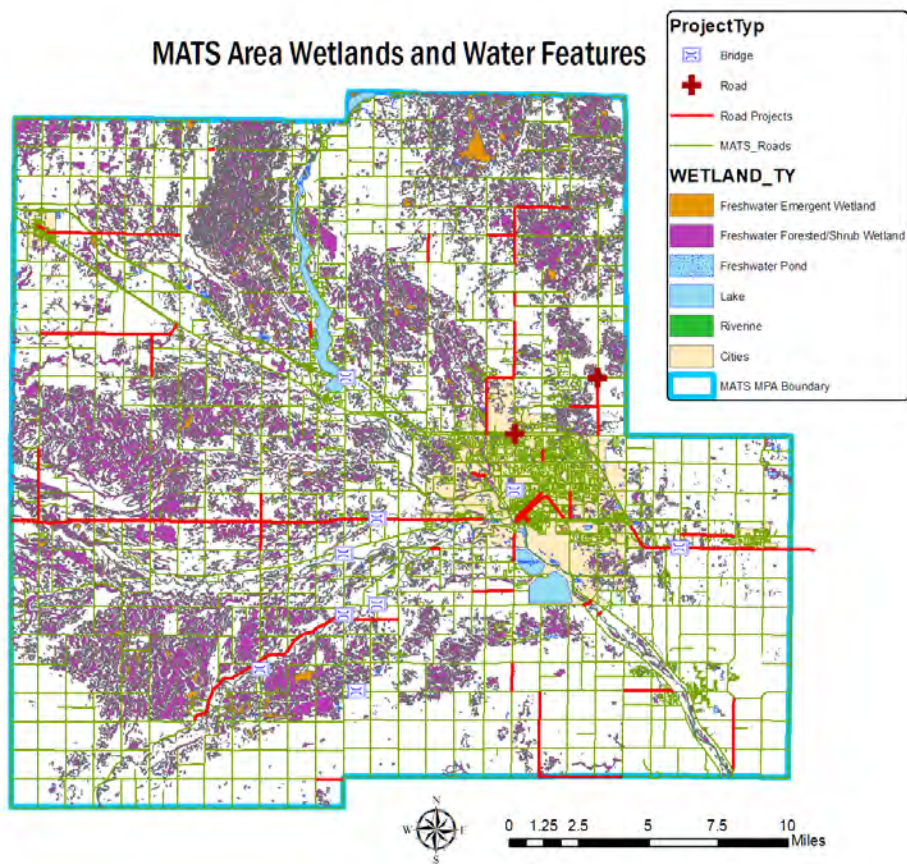 MATS Area Wetlands and Water Features
ProjectTyp
Bridge
Road
Road Projects
MATS_Roads
WETLAND_TY
Freshwater Emergent Wetland
Freshwater Forested/Shrub Wetland
Freshwater Pond
Lake
Riverine
Cities
MATS MPA Boundary
N
W E
S
0 1.25 2.5 5 7.5 10
Miles